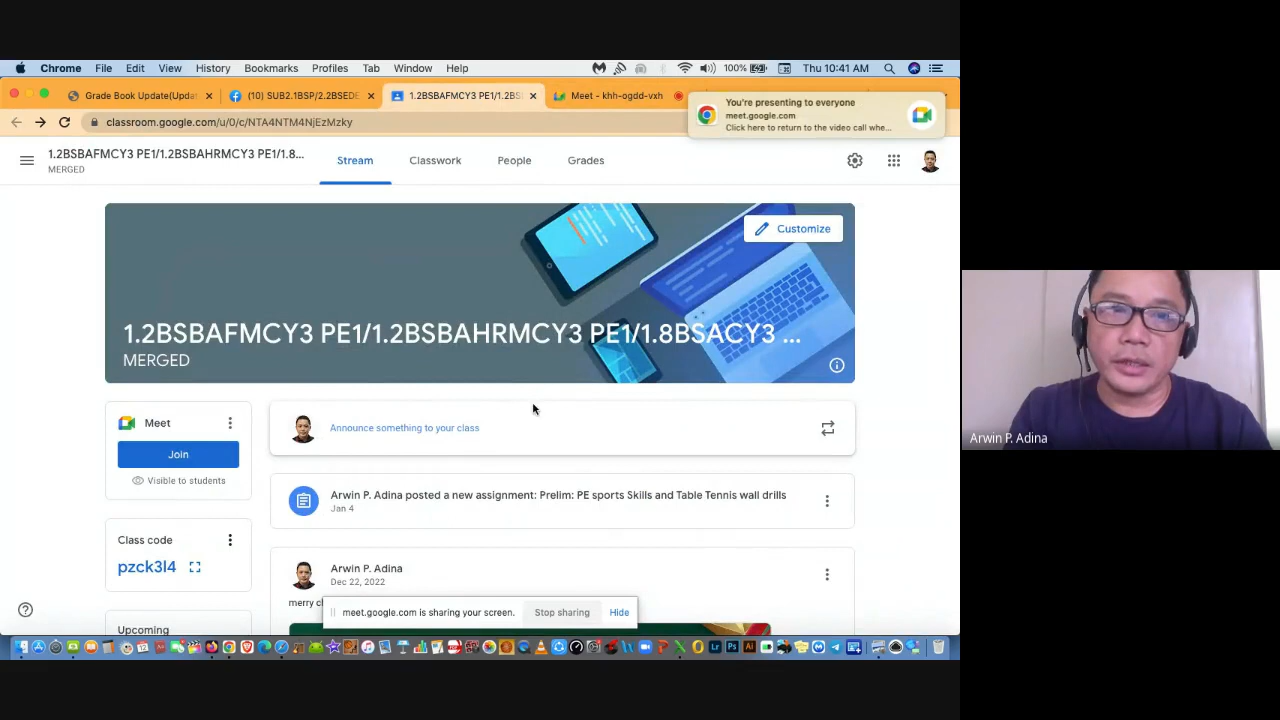 Chrome File Edit View History Bookmarks Profiles Tab Window Help 100% Thu 10:41 AM
Grade Book Update(Upda
(10) SUB2.1BSP/2.2BSEDE
1.2BSBAFMCY3 PE1/1.2BS
Meet - khh-ogdd-vxh
You're presenting to everyone
meet.google.com
Click here to return to the video call whe...
classroom.google.com/u/0/c/NTA4NTM4NjEzMzky
1.2BSBAFMCY3 PE1/1.2BSBAHRMCY3 PE1/1.8...
MERGED
Stream Classwork People Grades
Customize
1.2BSBAFMCY3 PE1/1.2BSBAHRMCY3 PE1/1.8BSACY3 ...
MERGED
Meet
Join
Visible to students
Announce something to your class
Arwin P. Adina posted a new assignment: Prelim: PE sports Skills and Table Tennis wall drills
Jan 4
Class code
pzck3l4
Arwin P. Adina
Dec 22, 2022
merry
meet.google.com is sharing your screen. Stop sharing Hide
Upcoming
Arwin P. Adina